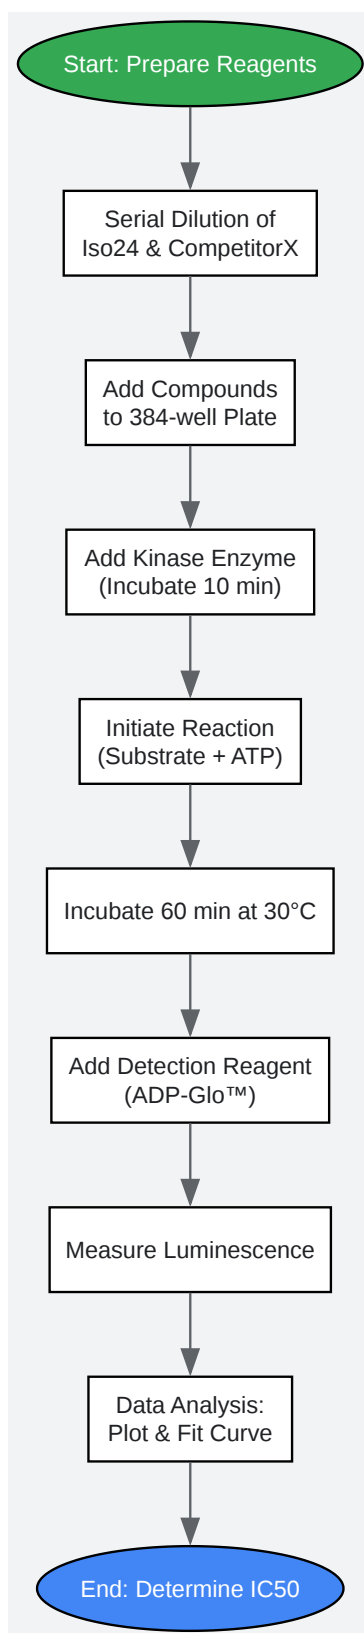 Start: Prepare Reagents
Serial Dilution of
Iso24 & CompetitorX
Add Compounds
to 384-well Plate
Add Kinase Enzyme
(Incubate 10 min)
Initiate Reaction
(Substrate + ATP)
Incubate 60 min at 30°C
Add Detection Reagent
(ADP-Glo™)
Measure Luminescence
Data Analysis:
Plot & Fit Curve
End: Determine IC50